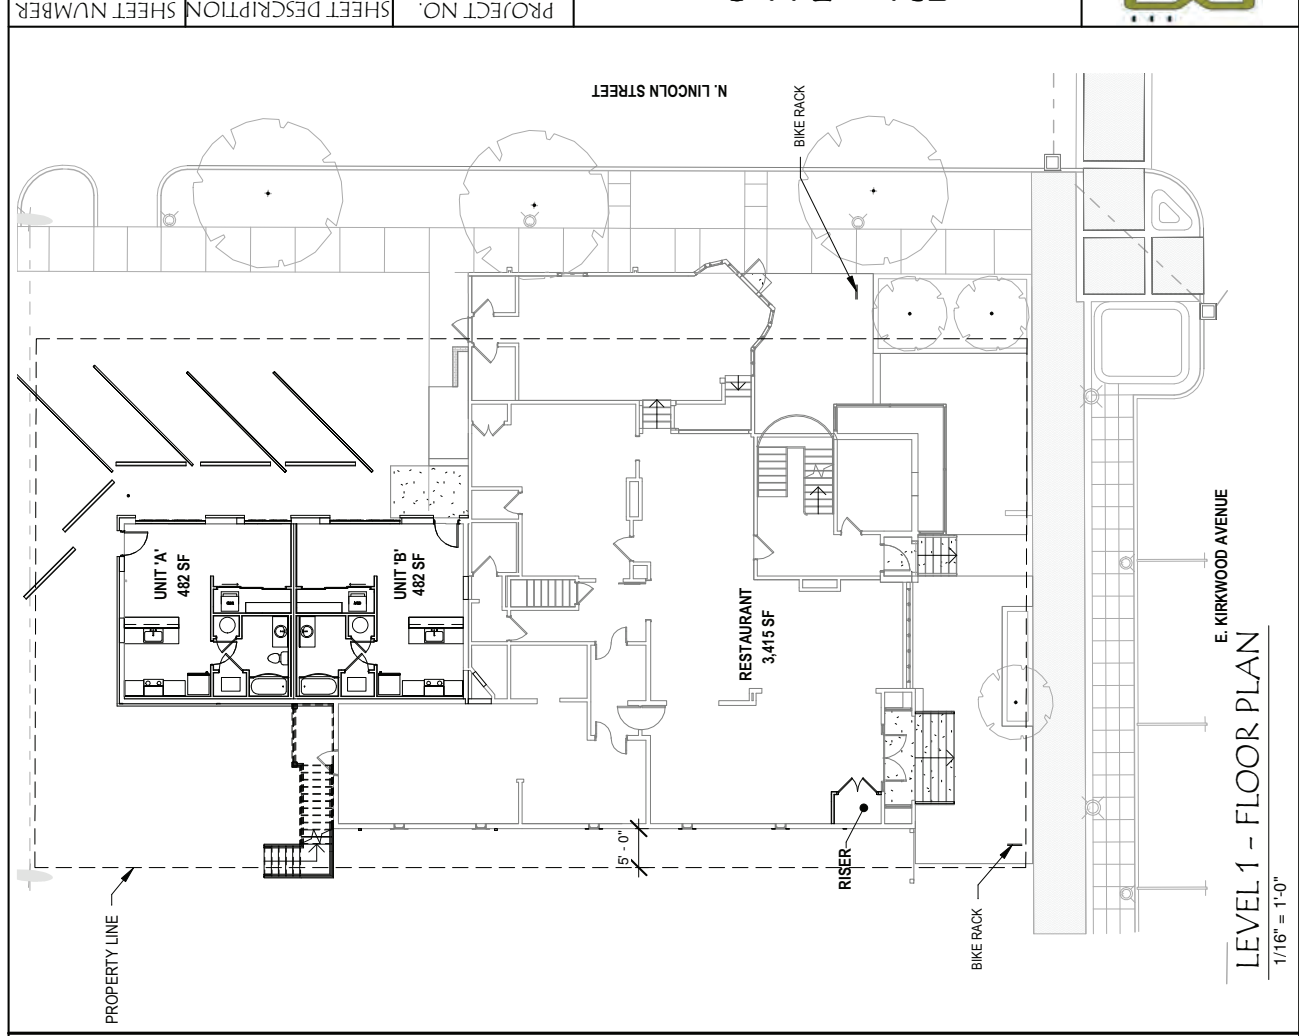 SHEET NUMBER
SHEET DESCRIPTION
PROJECT NO.
N. LINCOLN STREET
BIKE RACK
UNIT 'A'
482 SF
UNIT 'B'
482 SF
RESTAURANT
3,415 SF
E. KIRKWOOD AVENUE
5' - 0"
RISER
BIKE RACK
PROPERTY LINE
LEVEL 1 - FLOOR PLAN
1/16" = 1'-0"